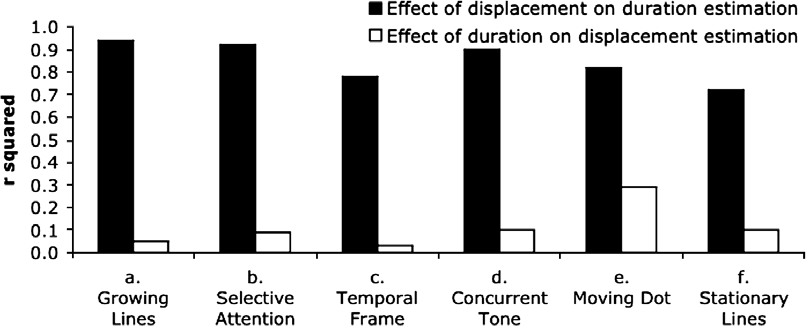 Effect of displacement on duration estimation
Effect of duration on displacement estimation
r squared
1.0
0.9
0.8
0.7
0.6
0.5
0.4
0.3
0.2
0.1
0.0
a.
Growing
Lines
b.
Selective
Attention
c.
Temporal
Frame
d.
Concurrent
Tone
e.
Moving Dot
f.
Stationary
Lines